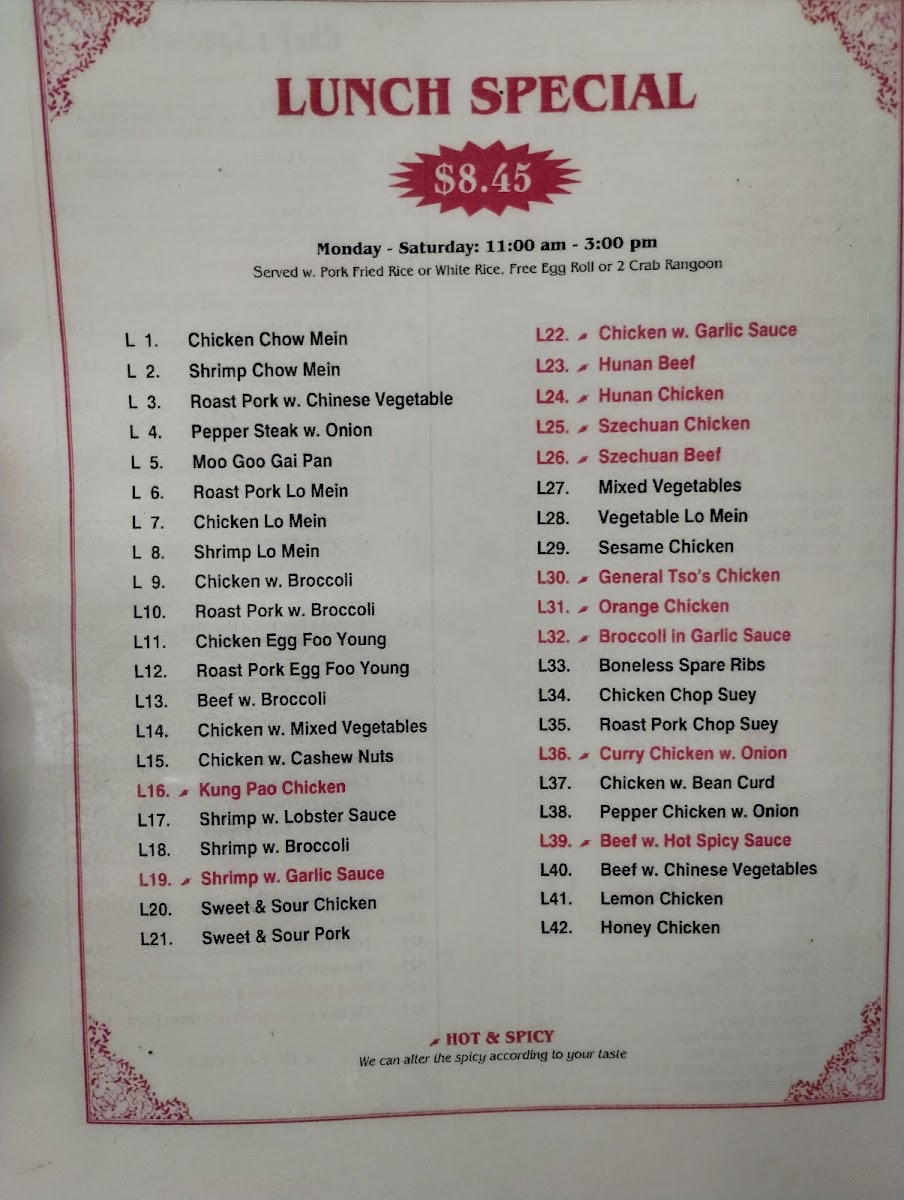 LUNCH SPECIAL
$8.45
Monday - Saturday: 11:00 am - 3:00 pm
Served w. Pork Fried Rice or White Rice, Free Egg Roll or 2 Crab Rangoon
L 1. Chicken Chow Mein
L 2. Shrimp Chow Mein
L 3. Roast Pork w. Chinese Vegetable
L 4. Pepper Steak w. Onion
L 5. Moo Goo Gai Pan
L 6. Roast Pork Lo Mein
L 7. Chicken Lo Mein
L 8. Shrimp Lo Mein
L 9. Chicken w. Broccoli
L10. Roast Pork w. Broccoli
L11. Chicken Egg Foo Young
L12. Roast Pork Egg Foo Young
L13. Beef w. Broccoli
L14. Chicken w. Mixed Vegetables
L15. Chicken w. Cashew Nuts
L16. Kung Pao Chicken
L17. Shrimp w. Lobster Sauce
L18. Shrimp w. Broccoli
L19. Shrimp w. Garlic Sauce
L20. Sweet & Sour Chicken
L21. Sweet & Sour Pork
L22. Chicken w. Garlic Sauce
L23. Hunan Beef
L24. Hunan Chicken
L25. Szechuan Chicken
L26. Szechuan Beef
L27. Mixed Vegetables
L28. Vegetable Lo Mein
L29. Sesame Chicken
L30. General Tso's Chicken
L31. Orange Chicken
L32. Broccoli in Garlic Sauce
L33. Boneless Spare Ribs
L34. Chicken Chop Suey
L35. Roast Pork Chop Suey
L36. Curry Chicken w. Onion
L37. Chicken w. Bean Curd
L38. Pepper Chicken w. Onion
L39. Beef w. Hot Spicy Sauce
L40. Beef w. Chinese Vegetables
L41. Lemon Chicken
L42. Honey Chicken
HOT & SPICY
We can alter the spicy according to your taste